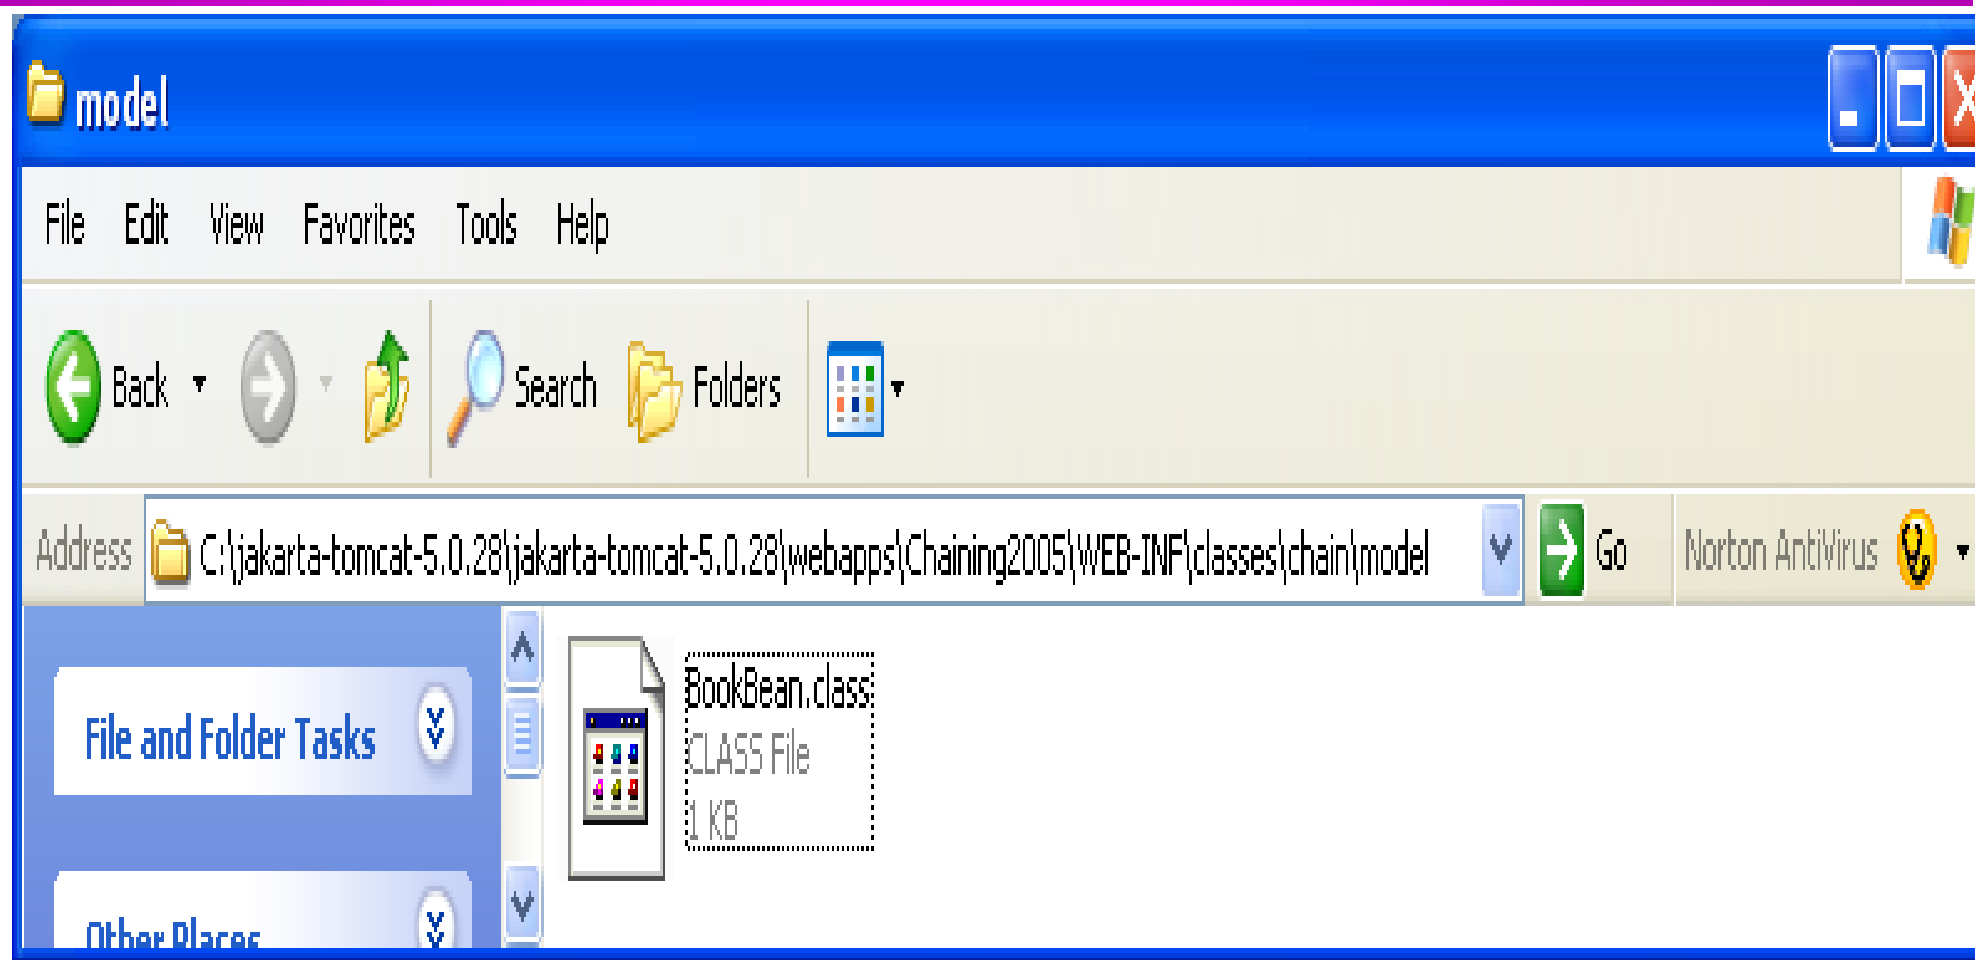 model
File Edit View Favorites Tools Help
Back Search Folders
Address C:\jakarta-tomcat-5.0.28\jakarta-tomcat-5.0.28\webapps\Chaining2005\WEB-INF\classes\chain\model Go Norton AntiVirus
File and Folder Tasks
BookBean.class
CLASS File
1 KB
Other Places